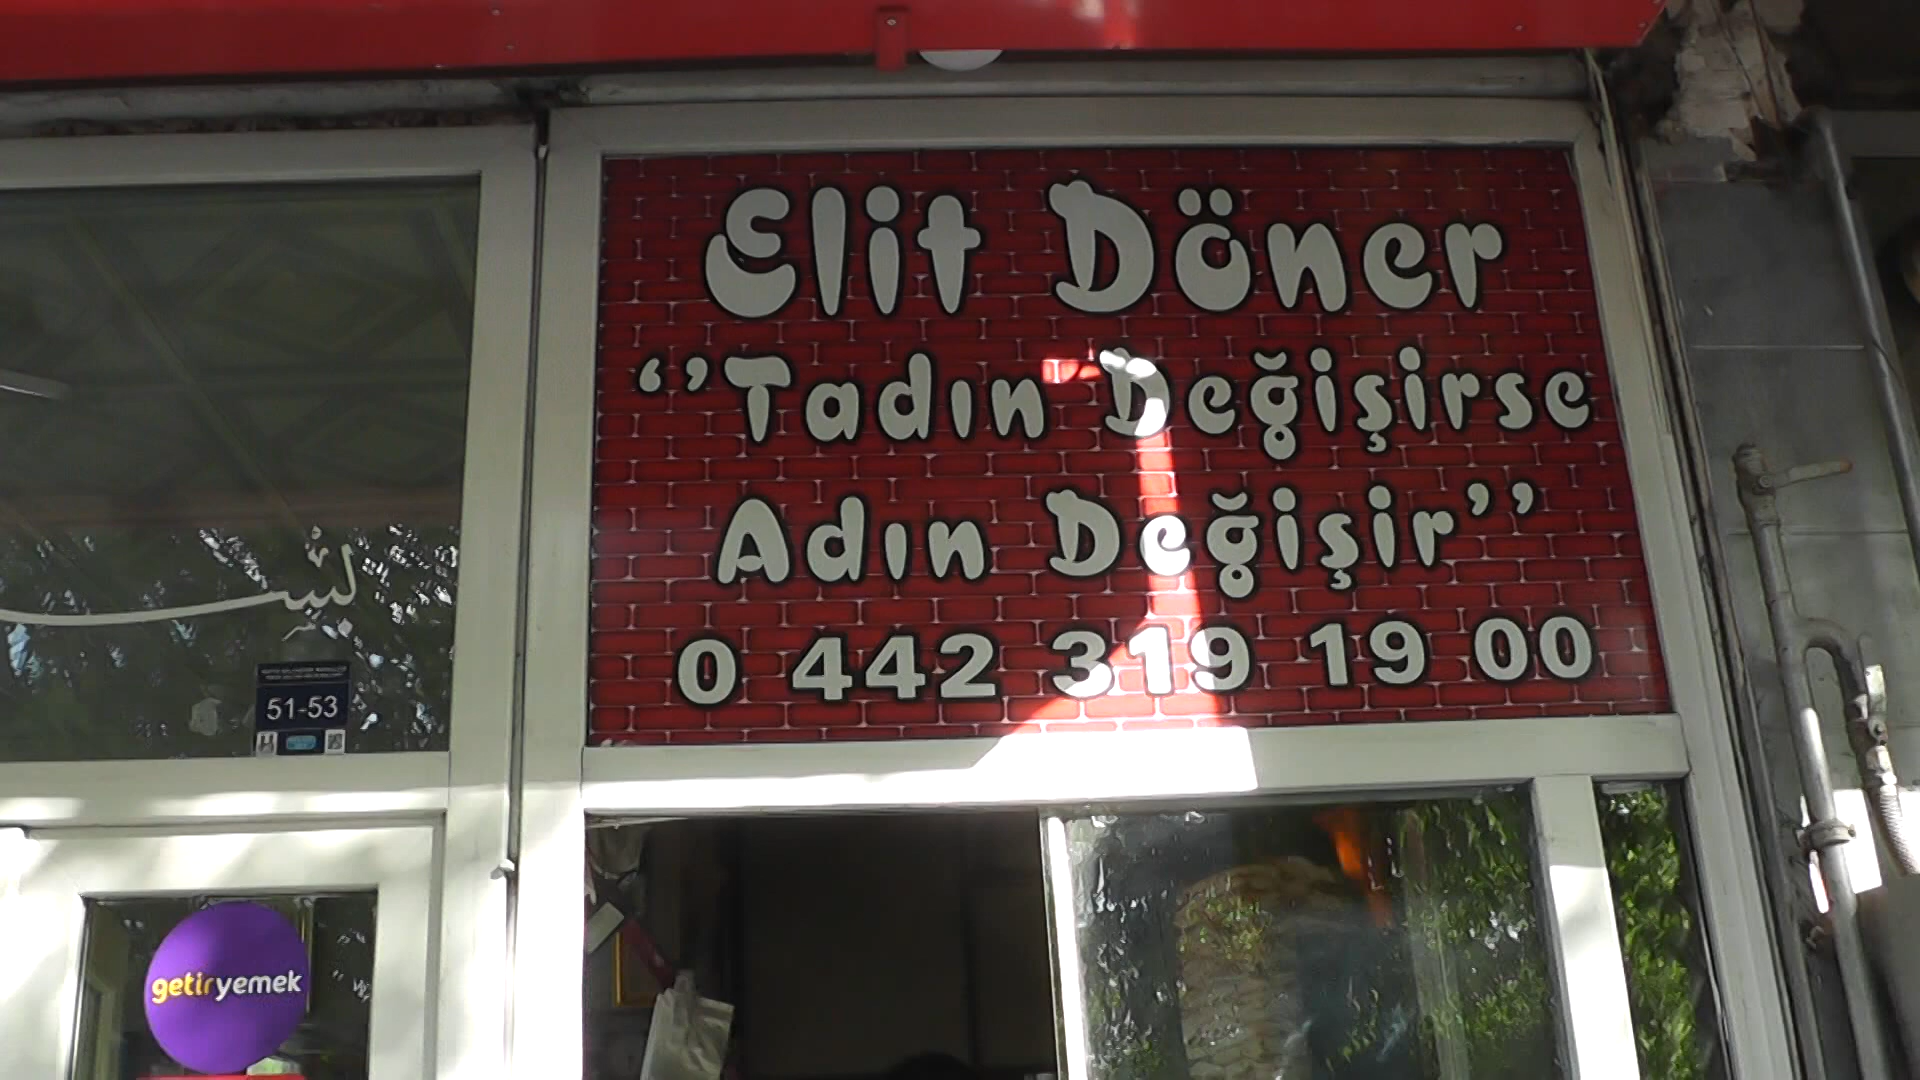 Elit Döner
‘’Tadın Değişirse
Adın Değişir’’
0 442 319 19 00
51-53
getiryemek